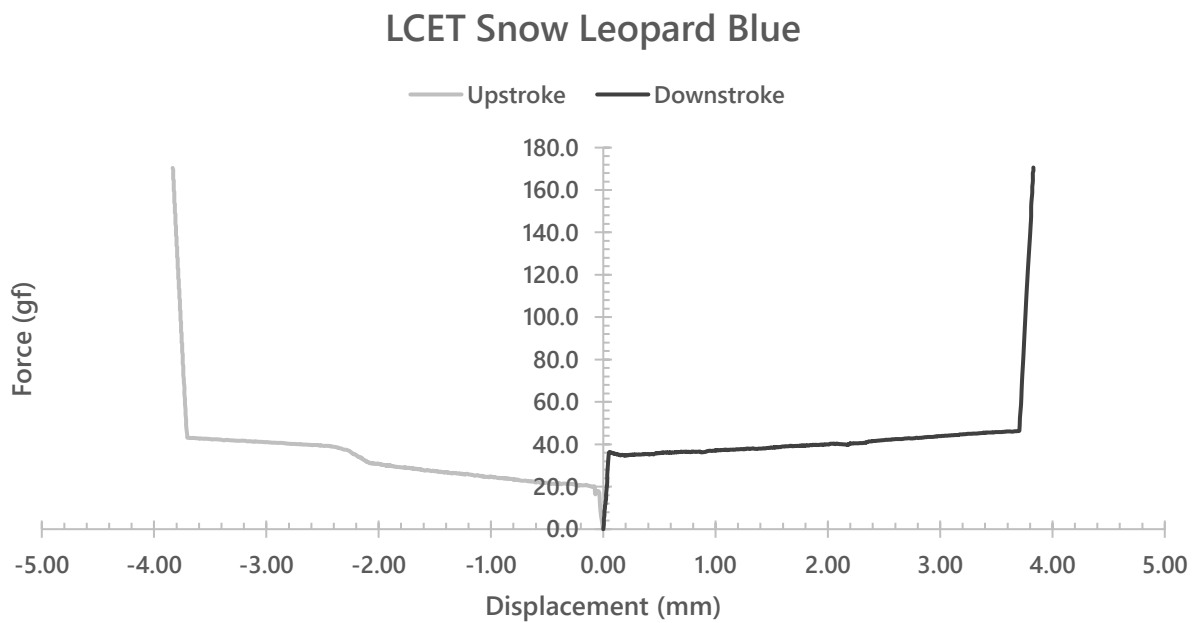 LCET Snow Leopard Blue
Upstroke Downstroke
180.0
160.0
140.0
120.0
100.0
80.0
60.0
40.0
20.0
0.0
Force (gf)
-5.00 -4.00 -3.00 -2.00 -1.00 0.00 1.00 2.00 3.00 4.00 5.00
Displacement (mm)